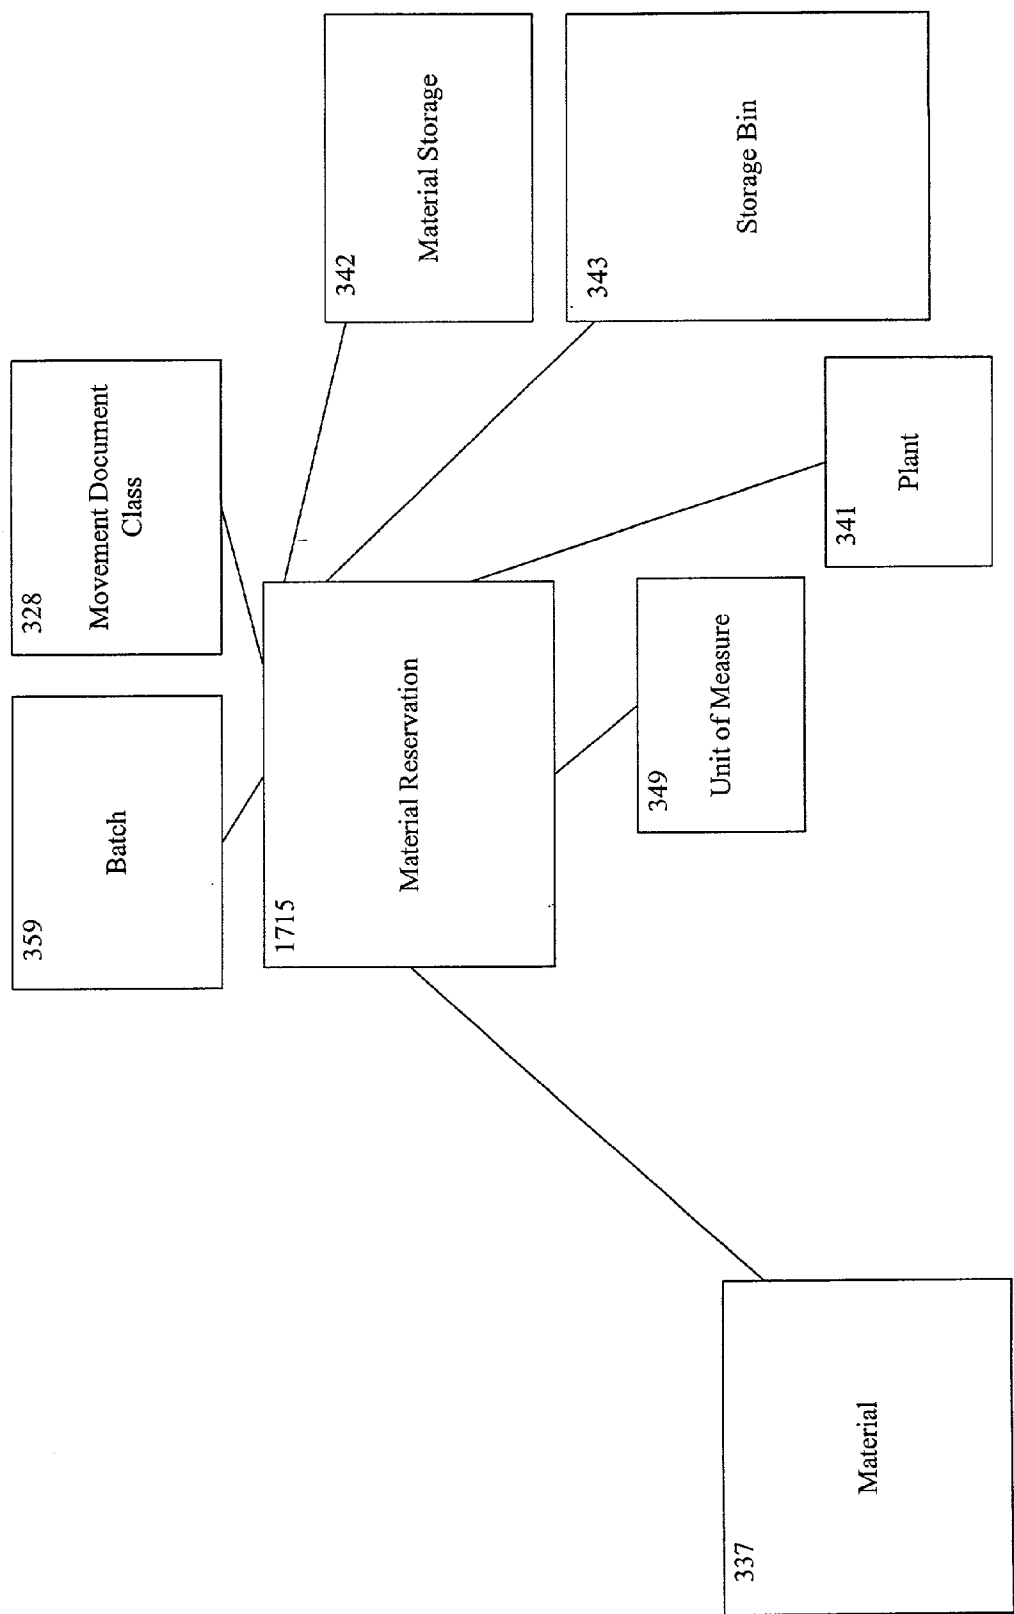 359
Batch
328
Movement Document
Class
1715
Material Reservation
342
Material Storage
343
Storage Bin
349
Unit of Measure
341
Plant
337
Material